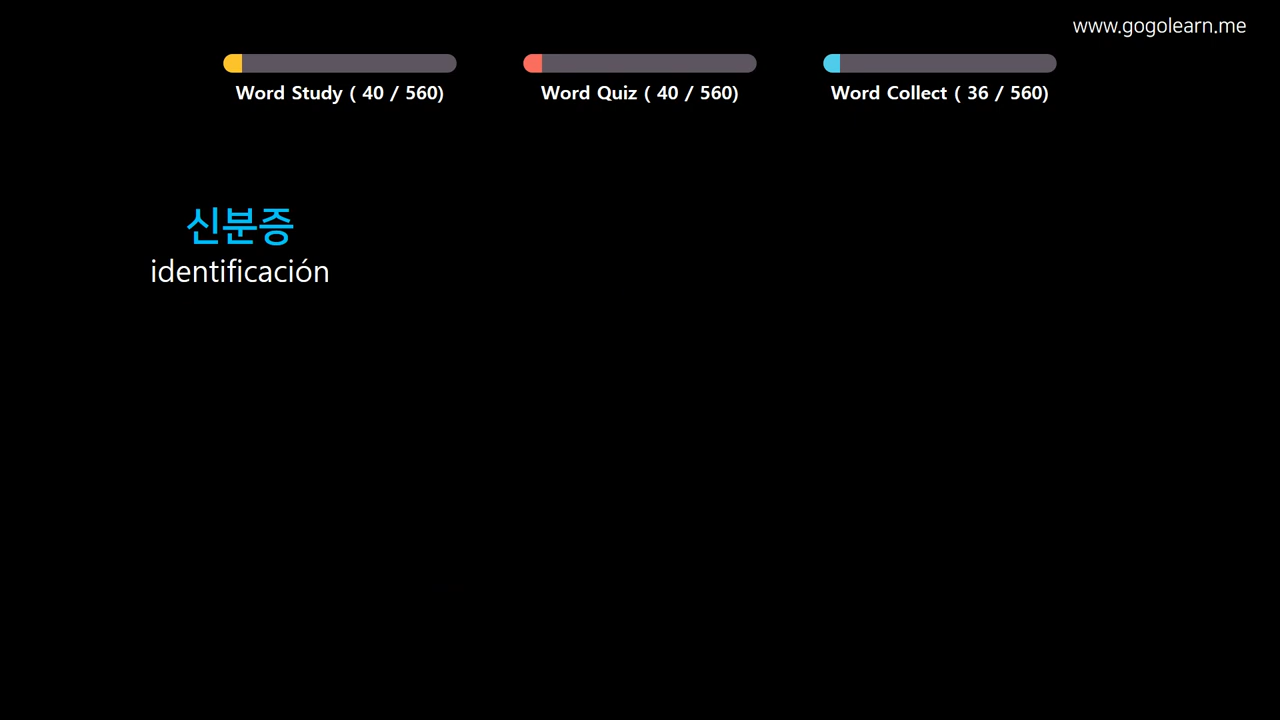 www.gogolearn.me
Word Study ( 40 / 560)
Word Quiz ( 40 / 560)
Word Collect ( 36 / 560)
신분증
identificación